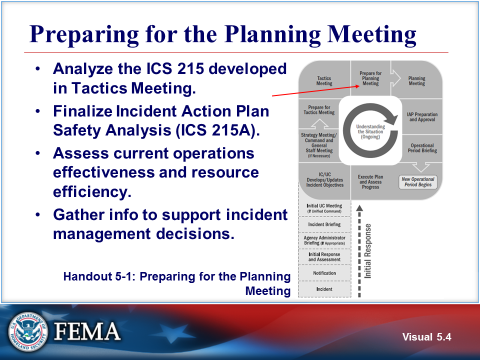 Preparing for the Planning Meeting
• Analyze the ICS 215 developed
in Tactics Meeting.
• Finalize Incident Action Plan
Safety Analysis (ICS 215A).
• Assess current operations
effectiveness and resource
efficiency.
• Gather info to support incident
management decisions.
Handout 5-1: Preparing for the Planning
Meeting
Tactics
Meeting
Prepare for
Planning
Meeting
Planning
Meeting
Prepare for
Tactics Meeting
IAP Preparation
and Approval
Understanding
the Situation
(Ongoing)
Strategy Meeting/
Command and
General
Staff Meeting
(If Necessary)
Operational
Period Briefing
IC/UC
Develops/Updates
Incident Objectives
Execute Plan
and Assess
Progress
New Operational
Period Begins
Initial UC Meeting
(If Unified Command)
Incident Briefing
Agency Administrator
Briefing (If Appropriate)
Initial Response
and Assessment
Notification
Incident
Initial Response
FEMA
Visual 5.4